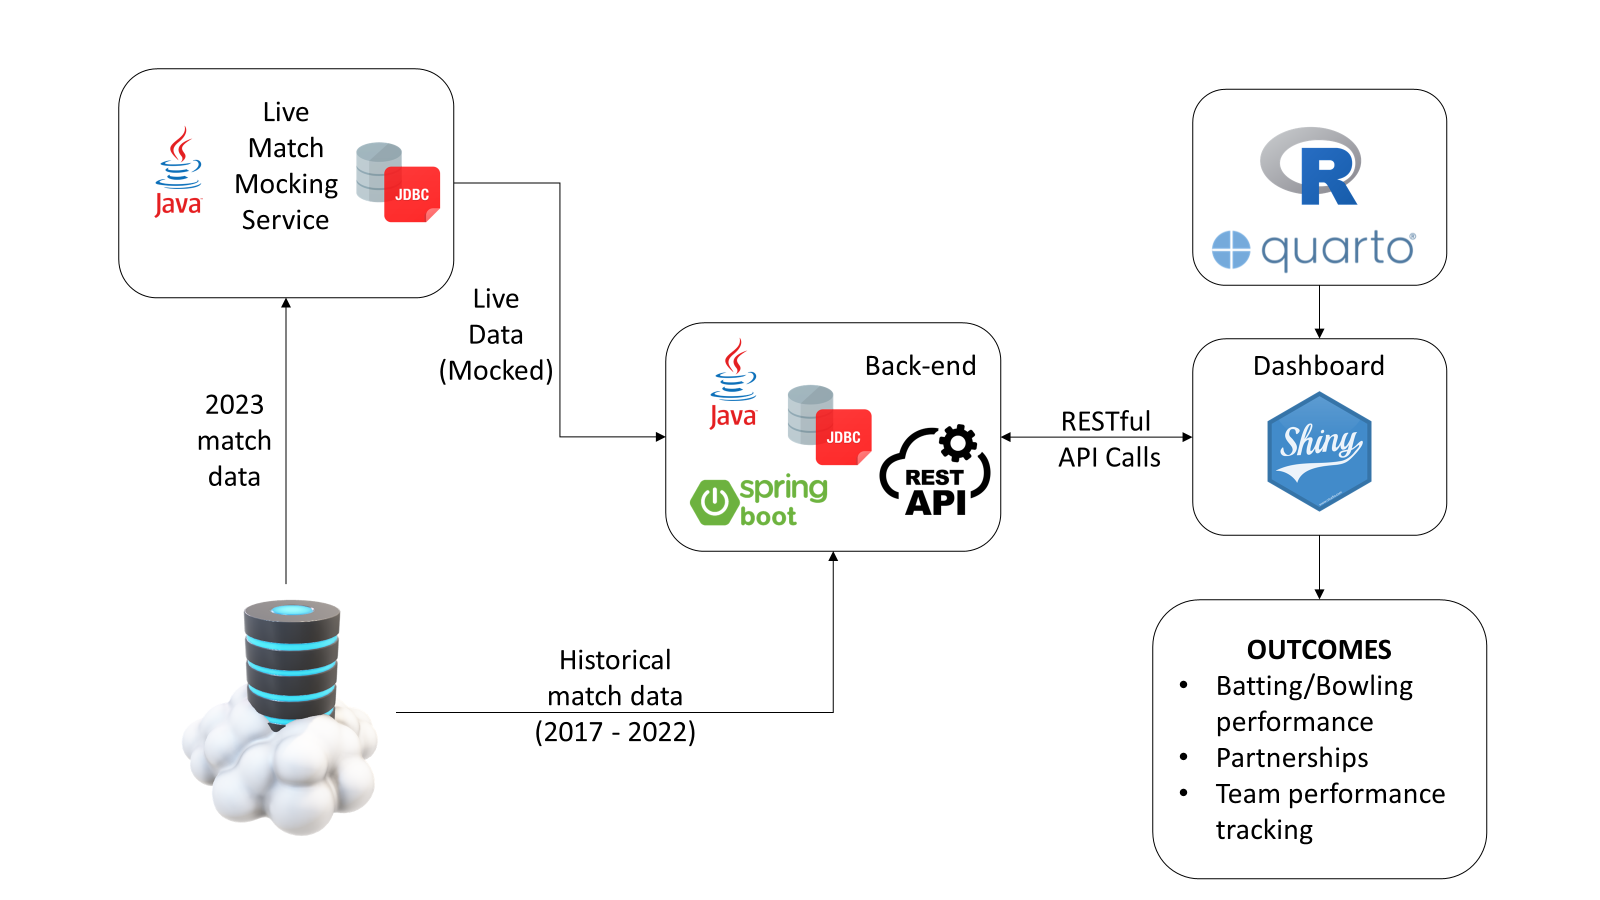 Live
Match
Mocking
Service
Java
JDBC
Live
Data
(Mocked)
2023
match
data
Historical
match data
(2017 - 2022)
Back-end
Java
JDBC
spring
boot
REST
API
RESTful
API Calls
R
quarto®
Dashboard
Shiny
OUTCOMES
• Batting/Bowling
performance
• Partnerships
• Team performance
tracking